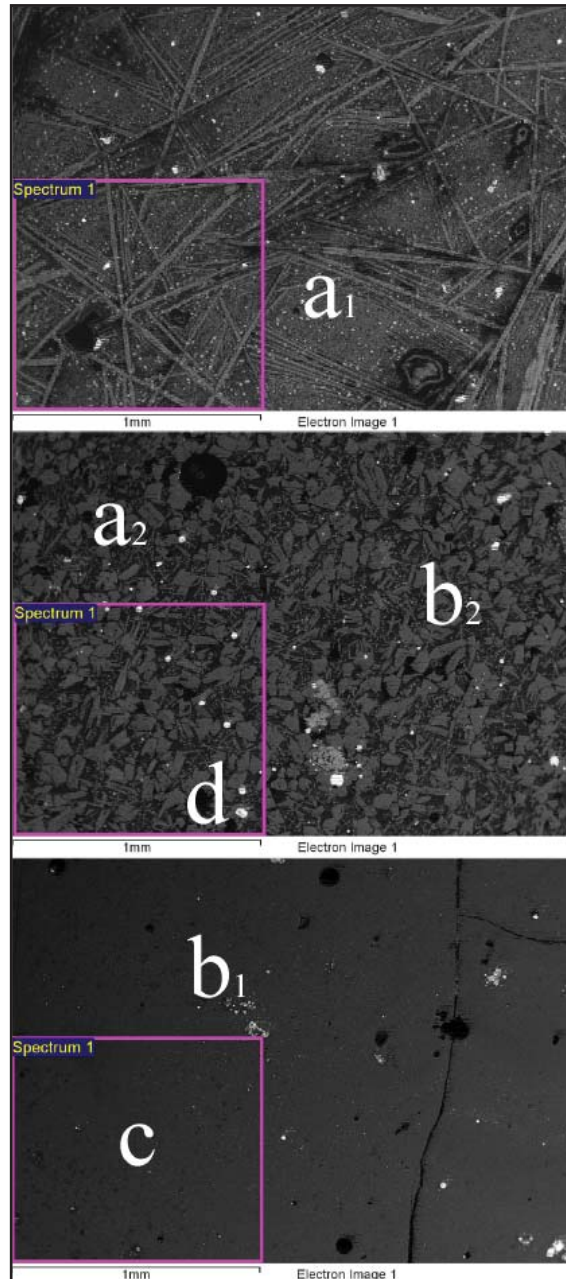 Spectrum 1
a1
1mm Electron Image 1
a2
b2
Spectrum 1
d
1mm Electron Image 1
b1
Spectrum 1
c
1mm Electron Image 1